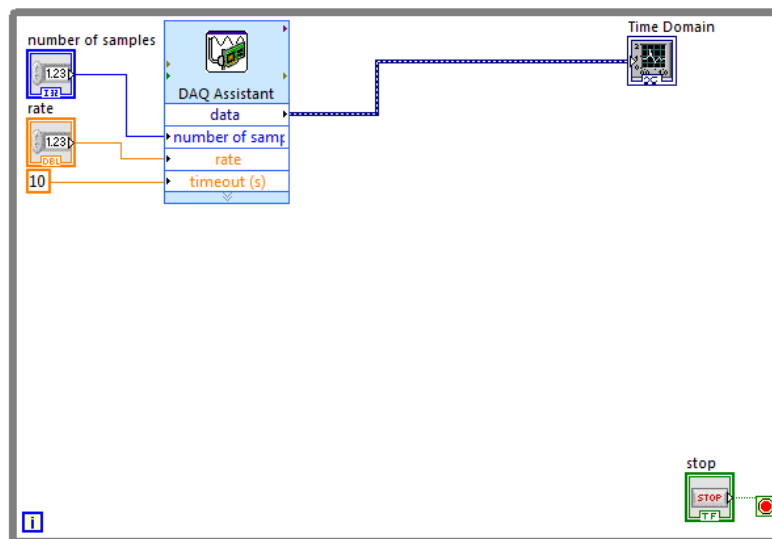 number of samples
1.23
I32
rate
1.23
DBL
10
DAQ Assistant
data
number of samp
rate
timeout (s)
Time Domain
stop
STOP
TF
i